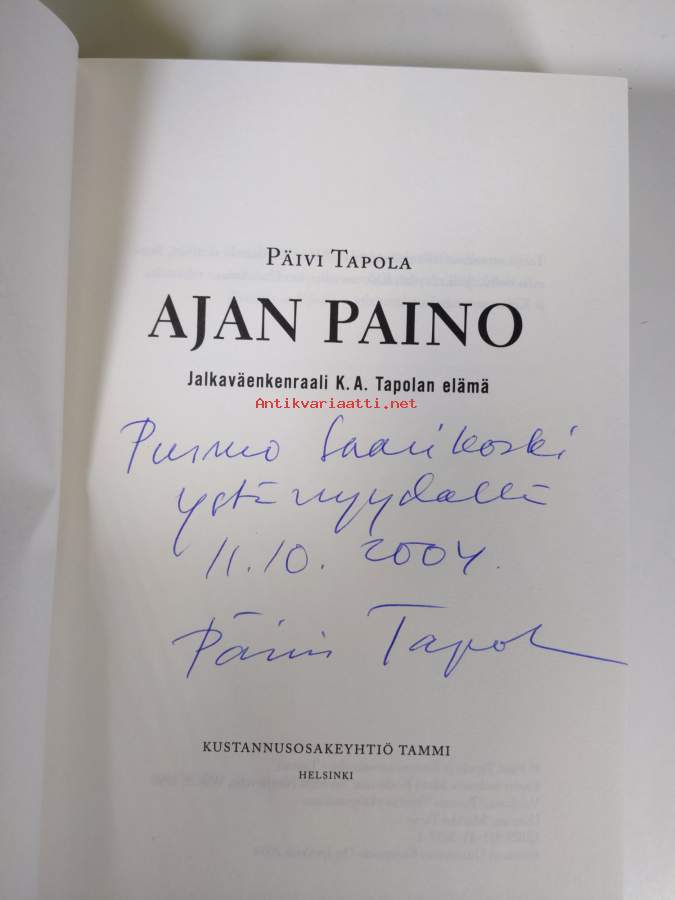 PÄIVI TAPOLA
AJAN PAINO
Jalkaväenkenraali K.A. Tapolan elämä
Antikvariaatti.net
Saarikoski
ystävyydellä
11.10.2004.
Päivi Tapola
KUSTANNUSOSAKEYHTIÖ TAMMI
HELSINKI